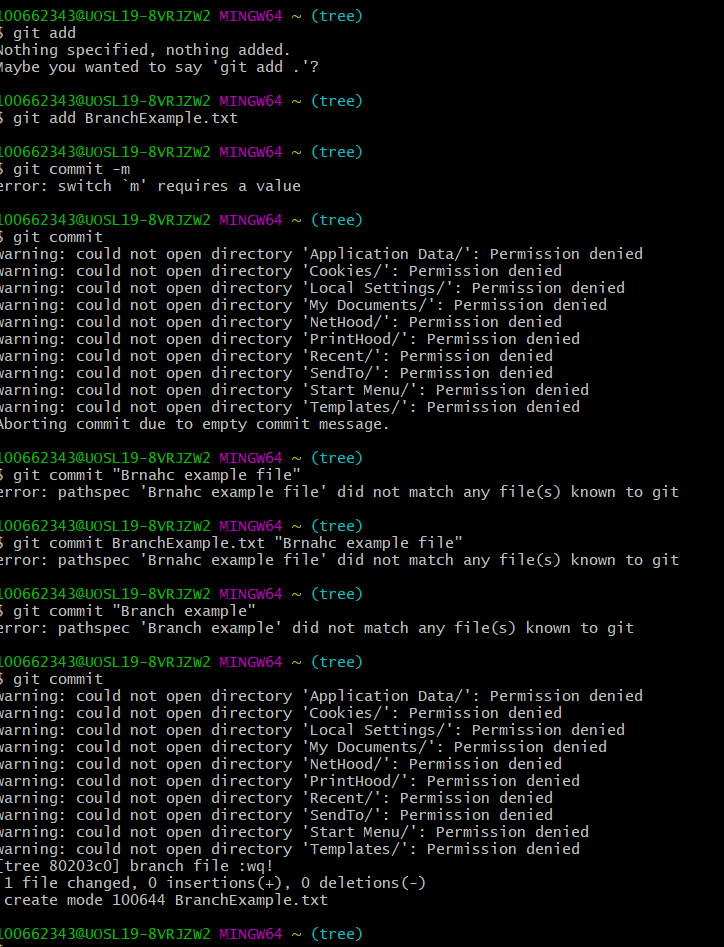 100662343@UOSL19-8VRJZW2 MINGW64 ~ (tree)
$ git add
Nothing specified, nothing added.
Maybe you wanted to say 'git add .'?
100662343@UOSL19-8VRJZW2 MINGW64 ~ (tree)
$ git add BranchExample.txt
100662343@UOSL19-8VRJZW2 MINGW64 ~ (tree)
$ git commit -m
error: switch `m' requires a value
100662343@UOSL19-8VRJZW2 MINGW64 ~ (tree)
$ git commit
warning: could not open directory 'Application Data/': Permission denied
warning: could not open directory 'Cookies/': Permission denied
warning: could not open directory 'Local Settings/': Permission denied
warning: could not open directory 'My Documents/': Permission denied
warning: could not open directory 'NetHood/': Permission denied
warning: could not open directory 'PrintHood/': Permission denied
warning: could not open directory 'Recent/': Permission denied
warning: could not open directory 'SendTo/': Permission denied
warning: could not open directory 'Start Menu/': Permission denied
warning: could not open directory 'Templates/': Permission denied
Aborting commit due to empty commit message.
100662343@UOSL19-8VRJZW2 MINGW64 ~ (tree)
$ git commit "Brnahc example file"
error: pathspec 'Brnahc example file' did not match any file(s) known to git
100662343@UOSL19-8VRJZW2 MINGW64 ~ (tree)
$ git commit BranchExample.txt "Brnahc example file"
error: pathspec 'Brnahc example file' did not match any file(s) known to git
100662343@UOSL19-8VRJZW2 MINGW64 ~ (tree)
$ git commit "Branch example"
error: pathspec 'Branch example' did not match any file(s) known to git
100662343@UOSL19-8VRJZW2 MINGW64 ~ (tree)
$ git commit
warning: could not open directory 'Application Data/': Permission denied
warning: could not open directory 'Cookies/': Permission denied
warning: could not open directory 'Local Settings/': Permission denied
warning: could not open directory 'My Documents/': Permission denied
warning: could not open directory 'NetHood/': Permission denied
warning: could not open directory 'PrintHood/': Permission denied
warning: could not open directory 'Recent/': Permission denied
warning: could not open directory 'SendTo/': Permission denied
warning: could not open directory 'Start Menu/': Permission denied
warning: could not open directory 'Templates/': Permission denied
[tree 80203c0] branch file :wq!
1 file changed, 0 insertions(+), 0 deletions(-)
create mode 100644 BranchExample.txt
100662343@UOSL19-8VRJZW2 MINGW64 ~ (tree)